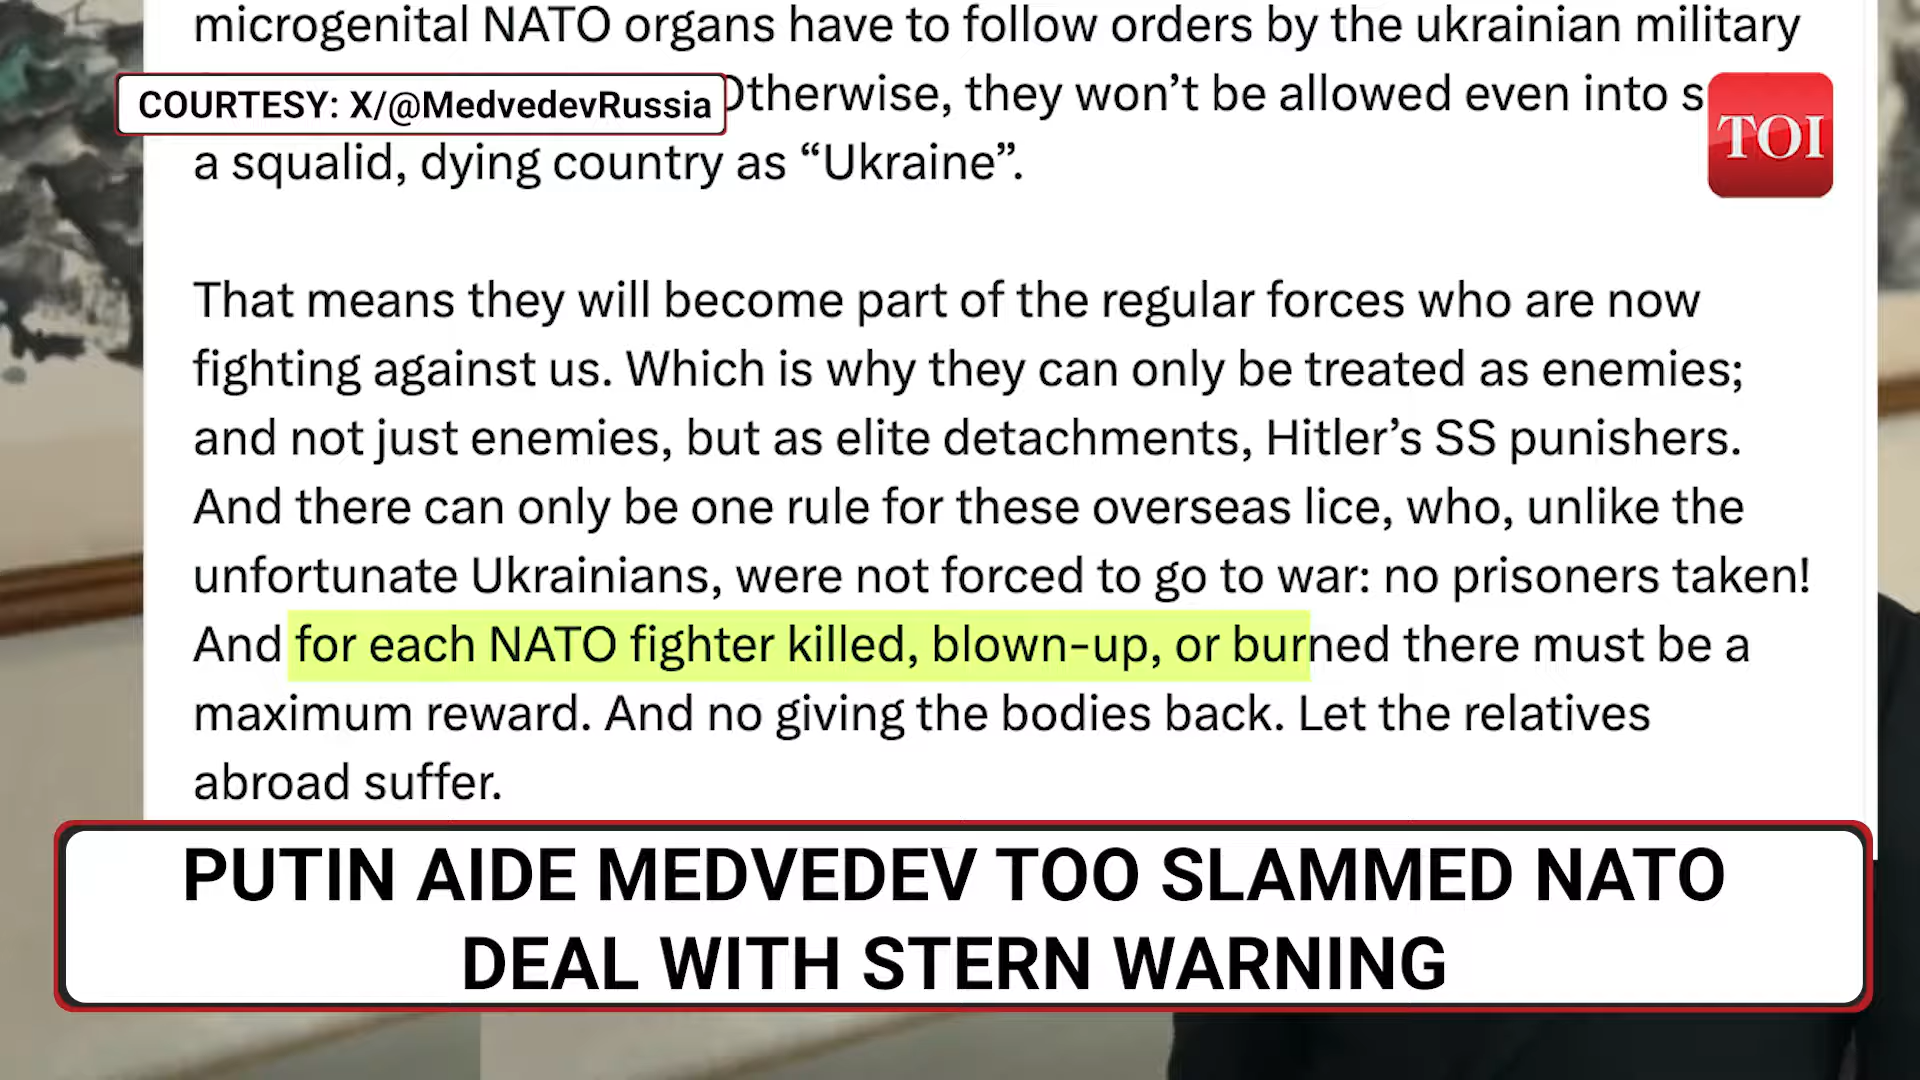 microgenital NATO organs have to follow orders by the ukrainian military
COURTESY: X/@MedvedevRussia
Otherwise, they won’t be allowed even into
TOI
a squalid, dying country as “Ukraine”.
That means they will become part of the regular forces who are now
fighting against us. Which is why they can only be treated as enemies;
and not just enemies, but as elite detachments, Hitler’s SS punishers.
And there can only be one rule for these overseas lice, who, unlike the
unfortunate Ukrainians, were not forced to go to war: no prisoners taken!
And for each NATO fighter killed, blown-up, or burned there must be a
maximum reward. And no giving the bodies back. Let the relatives
abroad suffer.
PUTIN AIDE MEDVEDEV TOO SLAMMED NATO
DEAL WITH STERN WARNING